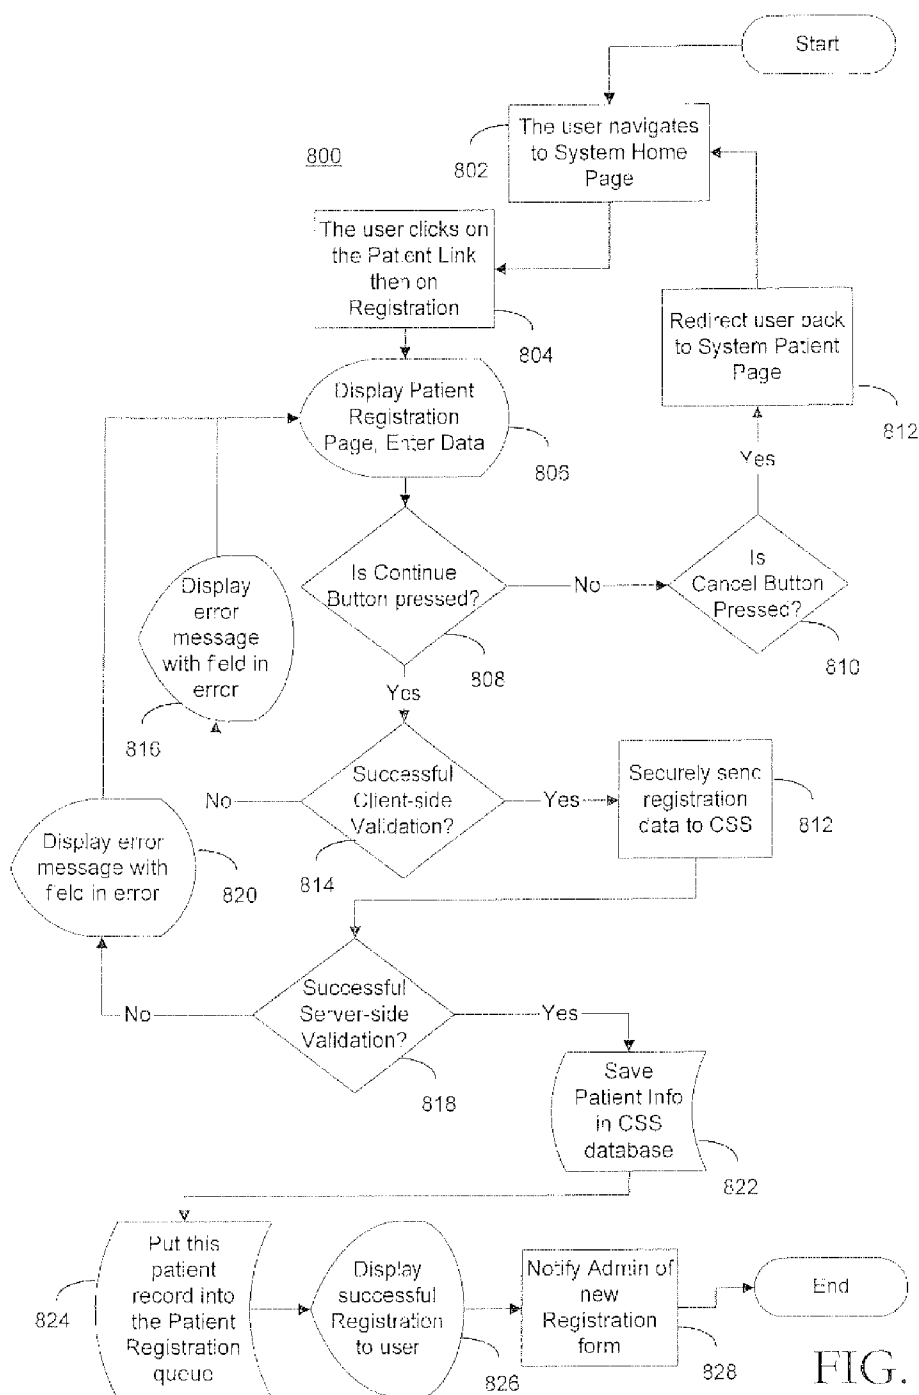 Start
The user navigates
to System Home
Page
802
800
The user clicks on
the Patient Link
then on
Registration
804
Redirect user back
to System Patient
Page
812
Display Patient
Registration
Page, Enter Data
806
Yes
Is Continue
Button pressed?
808
No
Is
Cancel Button
Pressed?
810
Display
error
message
with field in
error
816
Yes
No
Successful
Client-side
Validation?
814
Yes
Securely send
registration
data to CSS
812
Display error
message with
field in error
820
No
Successful
Server-side
Validation?
818
Yes
Save
Patient Info
in CSS
database
822
Put this
patient
record into
the Patient
Registration
queue
824
Display
successful
Registration
to user
826
Notify Admin of
new
Registration
form
828
End
FIG.